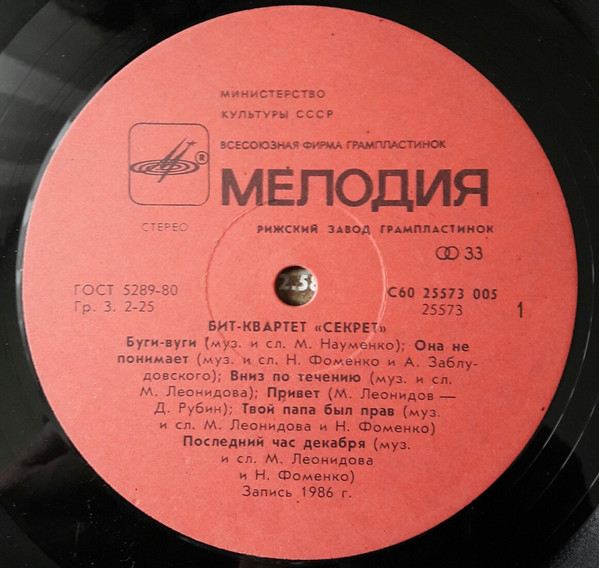 МИНИСТЕРСТВО
КУЛЬТУРЫ СССР
ВСЕСОЮЗНАЯ ФИРМА ГРАМПЛАСТИНОК
®
МЕЛОДИЯ
СТЕРЕО
РИЖСКИЙ ЗАВОД ГРАМПЛАСТИНОК
33
2.58
ГОСТ 5289-80
Гр. 3. 2-25
С60 25573 005
25573
1
БИТ-КВАРТЕТ «СЕКРЕТ»
Буги-вуги (муз. и сл. М. Науменко); Она не
понимает (муз. и сл. Н. Фоменко и А. Заблу-
довского); Вниз по течению (муз. и сл.
М. Леонидова); Привет (М. Леонидов —
Д. Рубин); Твой папа был прав (муз.
и сл. М. Леонидова и Н. Фоменко)
Последний час декабря (муз.
и сл. М. Леонидова
и Н. Фоменко)
Запись 1986 г.